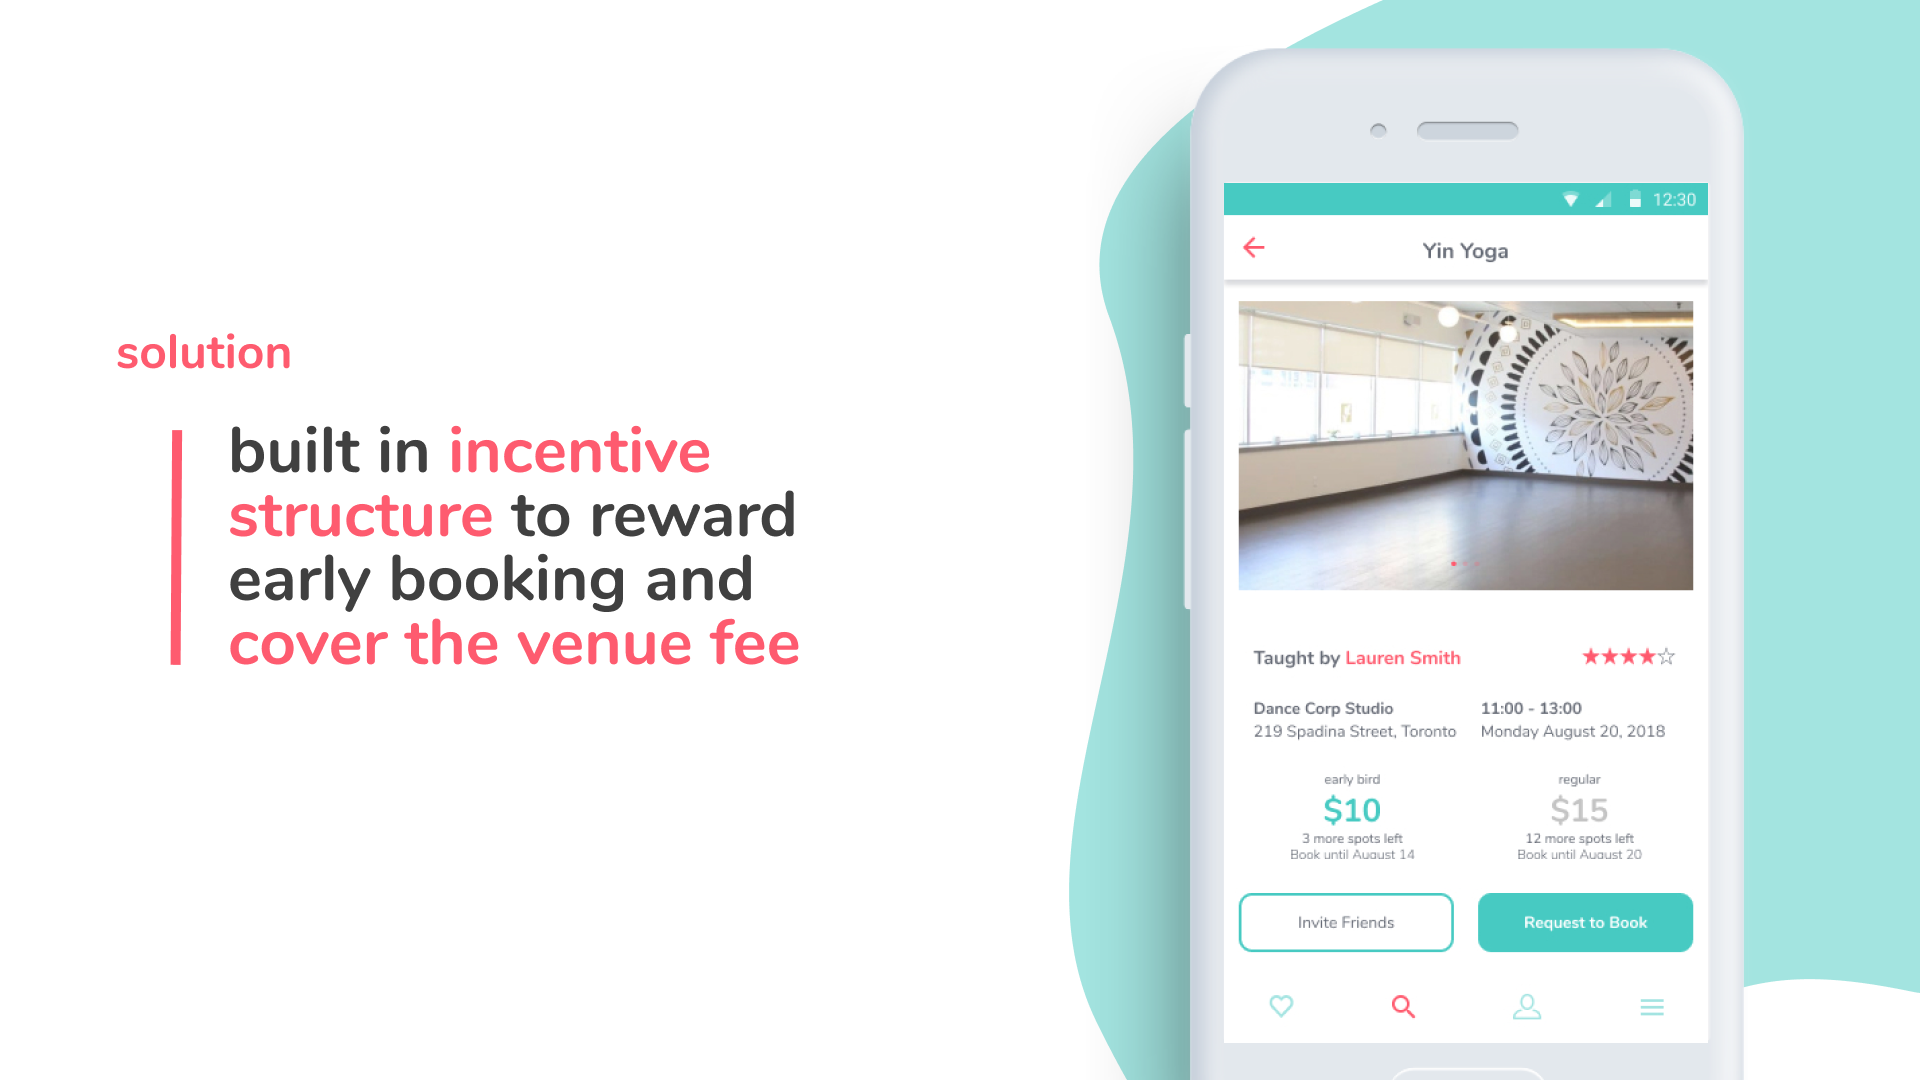 solution
built in incentive
structure to reward
early booking and
cover the venue fee
12:30
Yin Yoga
Taught by Lauren Smith
Dance Corp Studio
219 Spadina Street, Toronto
11:00 - 13:00
Monday August 20, 2018
early bird
$10
3 more spots left
Book until August 14
regular
$15
12 more spots left
Book until August 20
Invite Friends
Request to Book